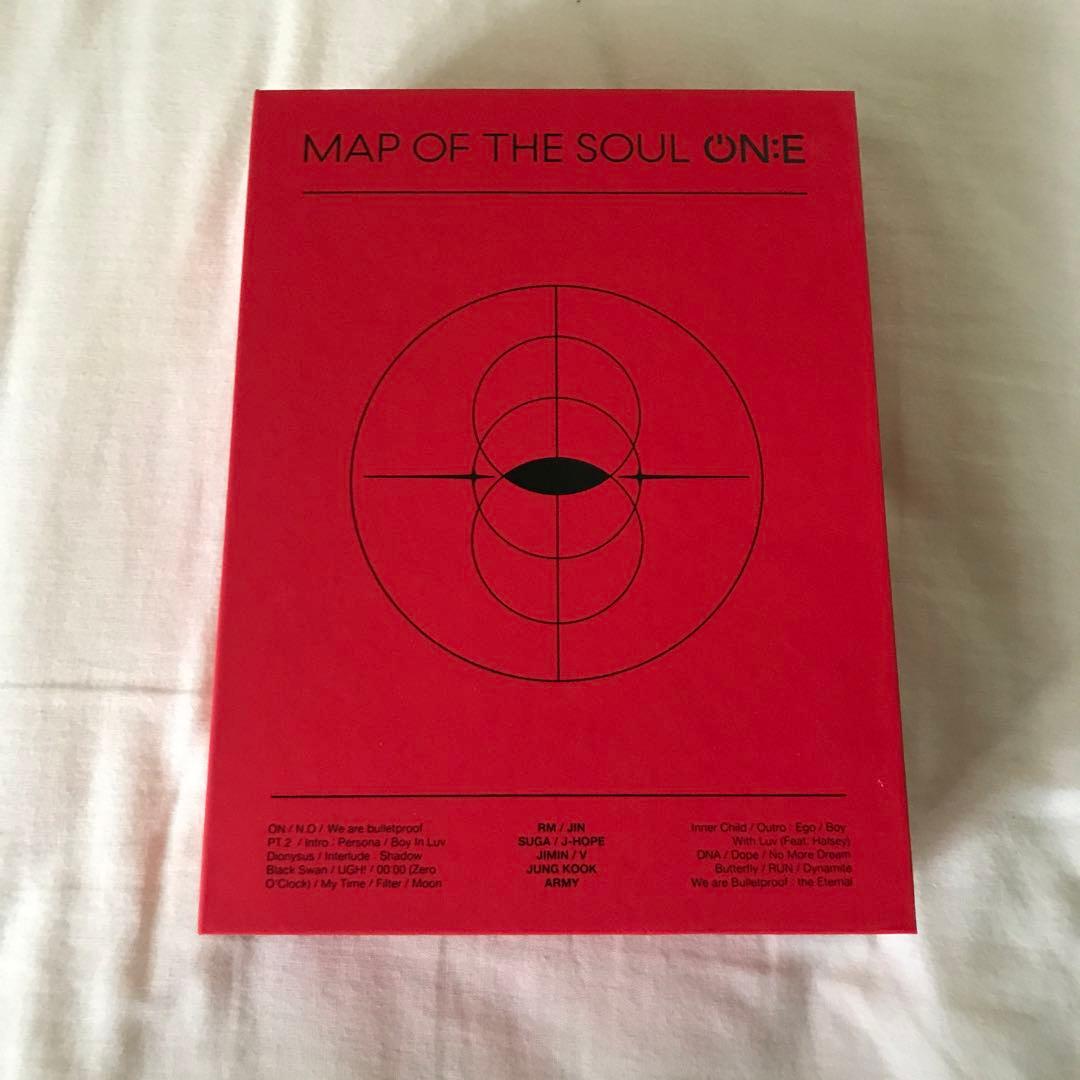 MAP OF THE SOUL ON:E
ON / N.O / We are bulletproof
PT.2 / Intro : Persona / Boy In Luv
Dionysus / Interlude : Shadow
Black Swan / UGH! / 00:00 (Zero
O'Clock) / My Time / Filter / Moon
RM / JIN
SUGA / J-HOPE
JIMIN / V
JUNG KOOK
ARMY
Inner Child / Outro : Ego / Boy
With Luv (Feat. Halsey)
DNA / Dope / No More Dream
Butterfly / RUN / Dynamite
We are Bulletproof : the Eternal